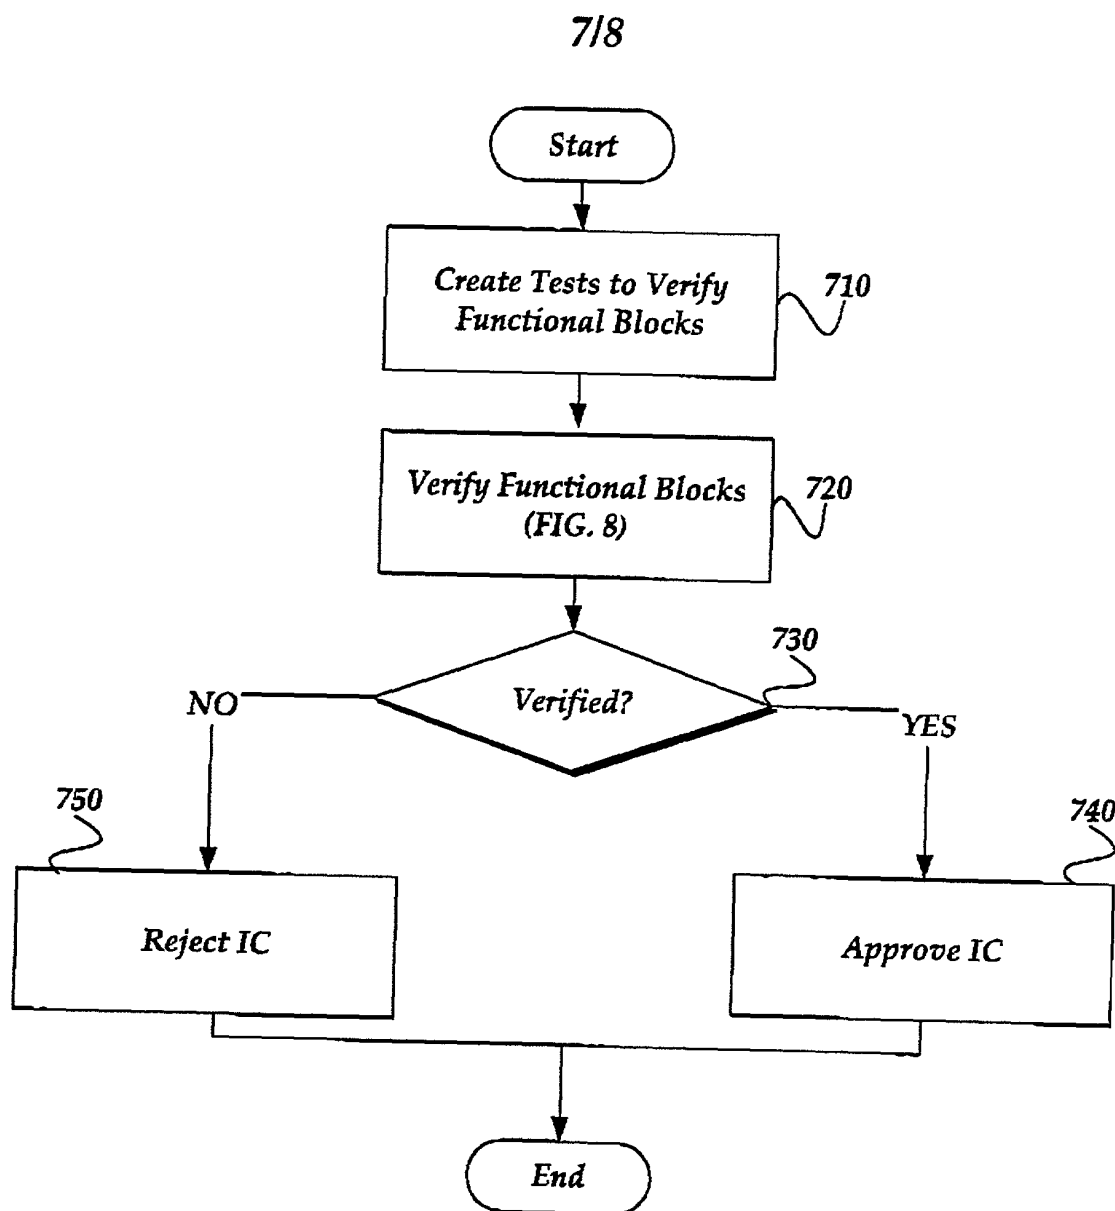 7/8
Start
Create Tests to Verify
Functional Blocks
710
Verify Functional Blocks
(FIG. 8)
720
730
Verified?
NO
YES
750
740
Reject IC
Approve IC
End